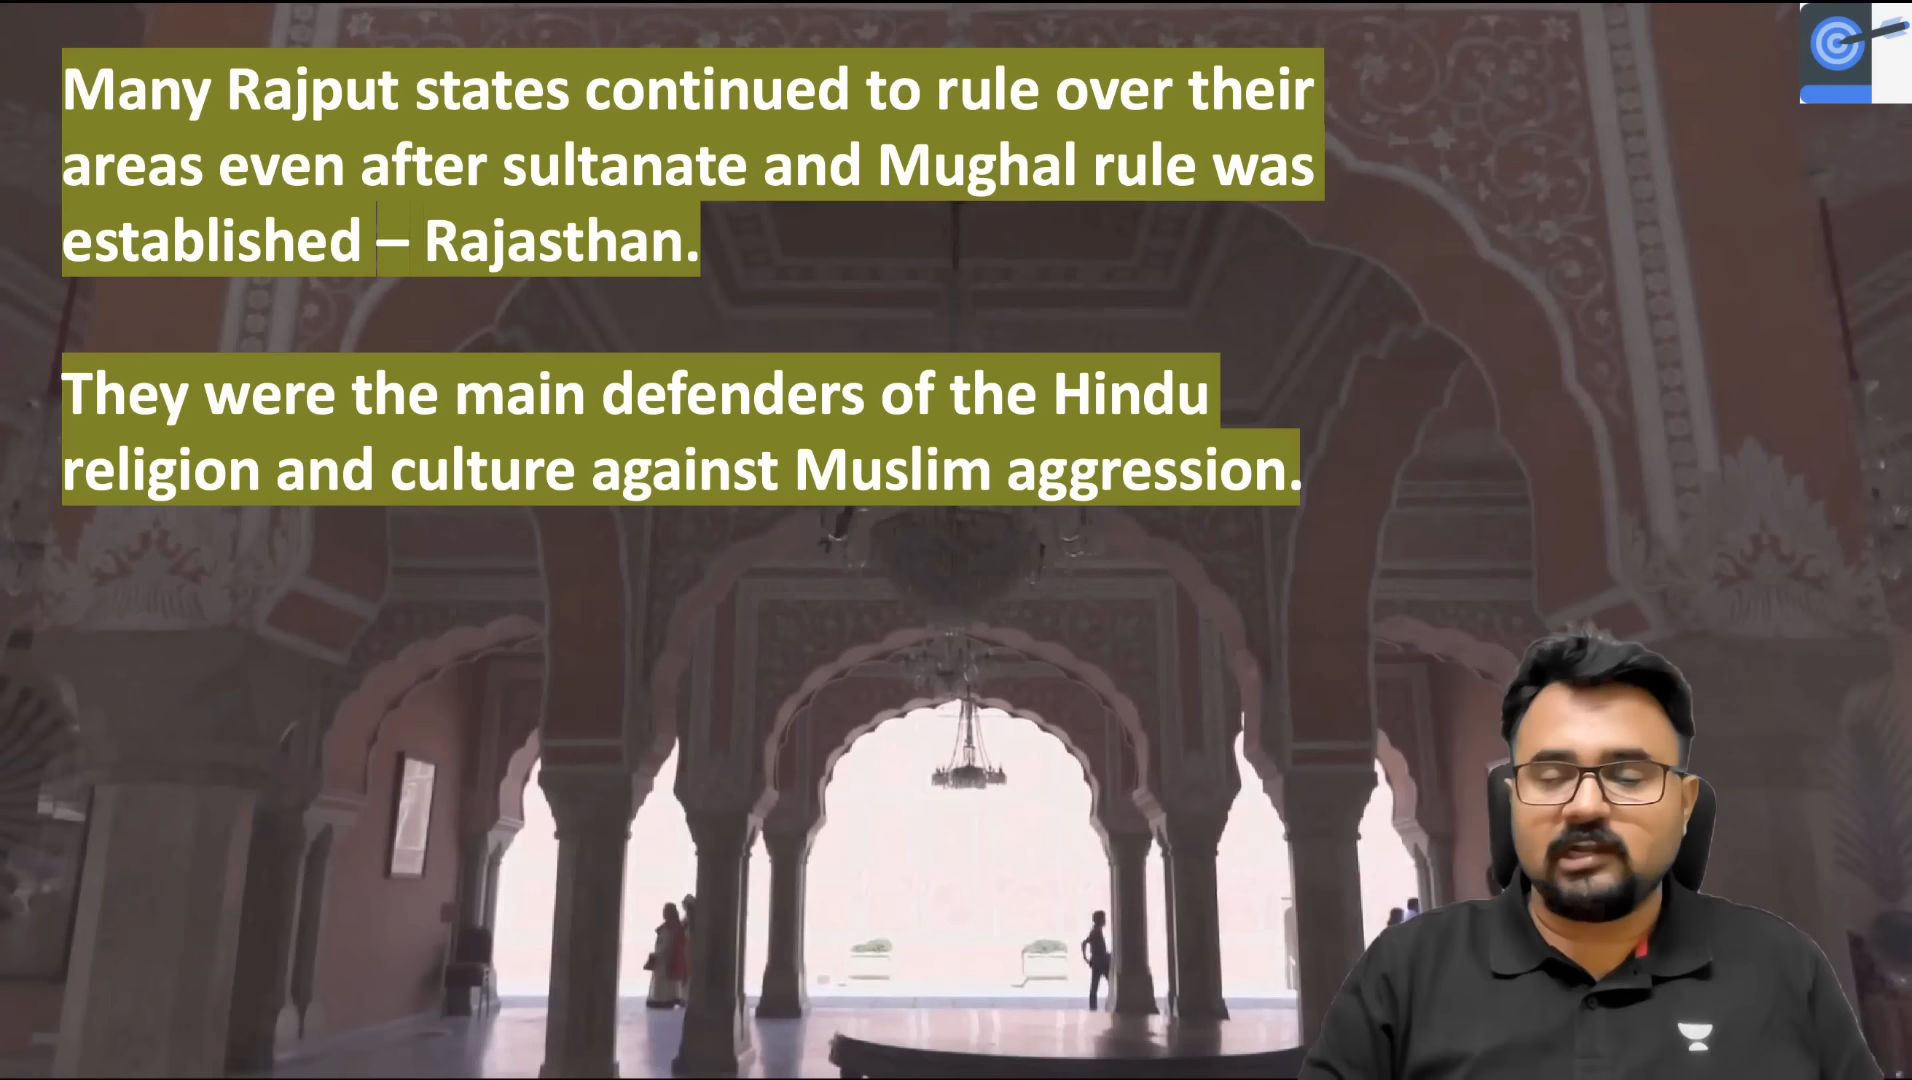 Many Rajput states continued to rule over their
areas even after sultanate and Mughal rule was
established – Rajasthan.
They were the main defenders of the Hindu
religion and culture against Muslim aggression.